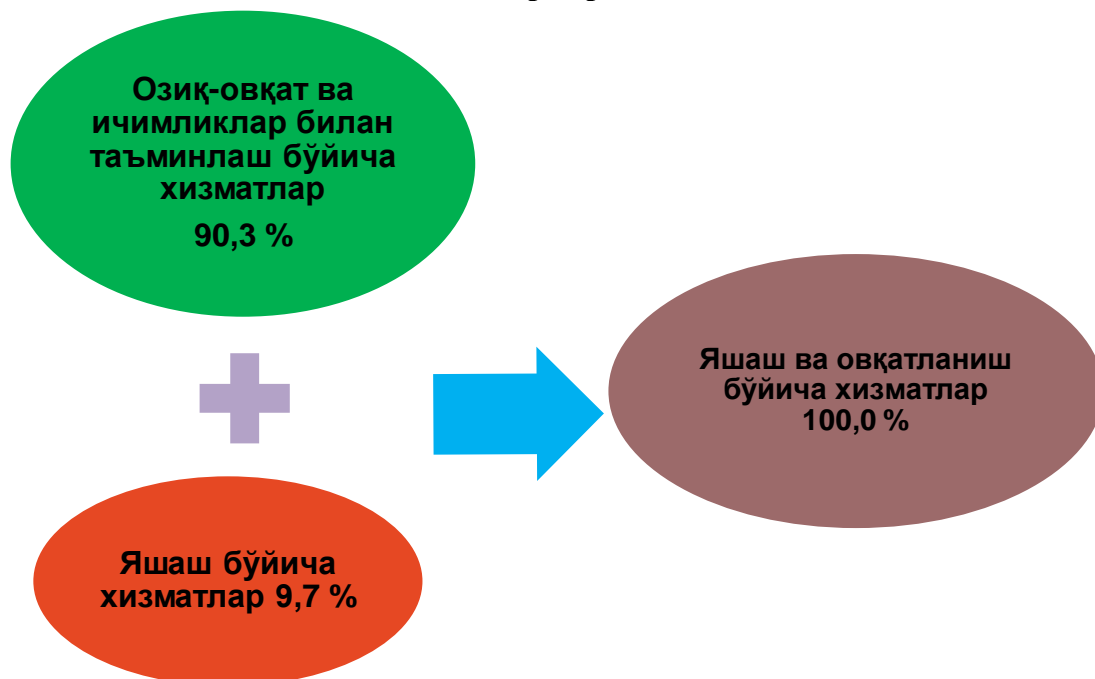 Озиқ-овқат ва
ичимликлар билан
таъминлаш бўйича
хизматлар
90,3 %
Яшаш ва овқатланиш
бўйича хизматлар
100,0 %
Яшаш бўйича
хизматлар 9,7 %